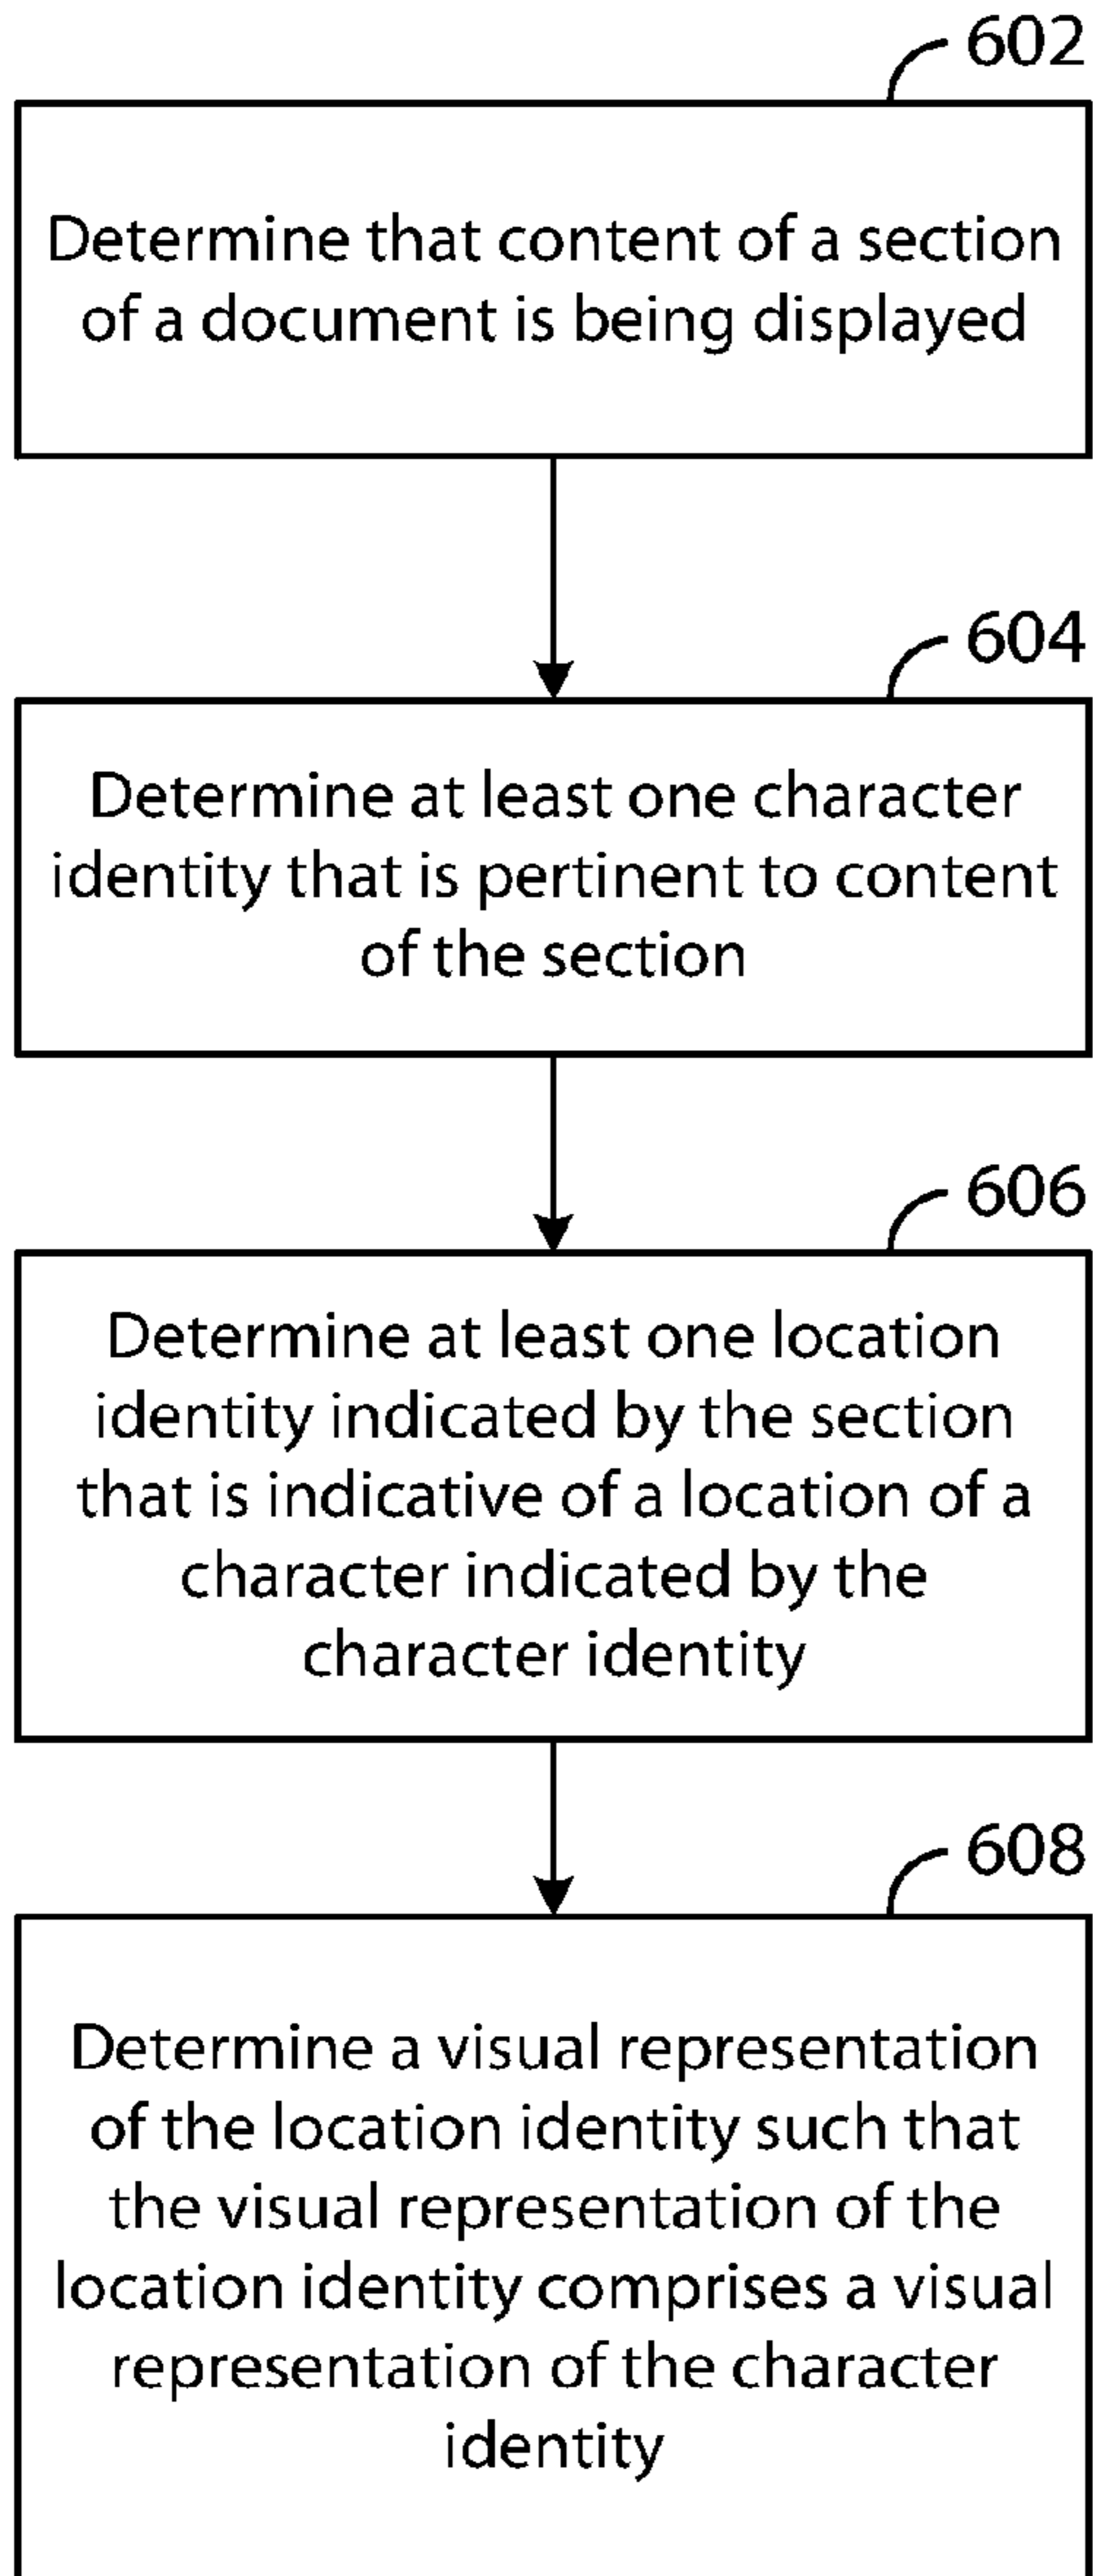 602
Determine that content of a section
of a document is being displayed
604
Determine at least one character
identity that is pertinent to content
of the section
606
Determine at least one location
identity indicated by the section
that is indicative of a location of a
character indicated by the
character identity
608
Determine a visual representation
of the location identity such that
the visual representation of the
location identity comprises a visual
representation of the character
identity